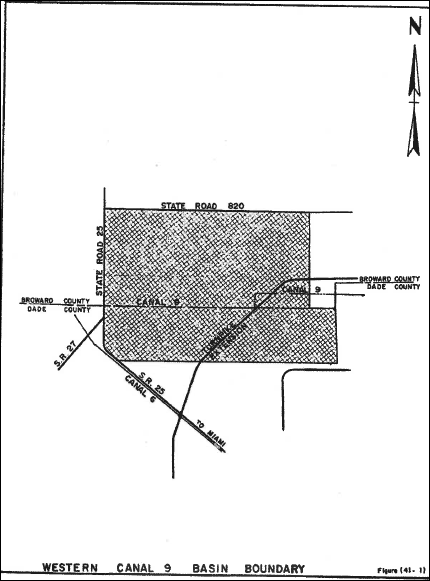 N
STATE ROAD 820
STATE ROAD 25
BROWARD COUNTY
DADE COUNTY
CANAL 9
CANAL 9
BROWARD COUNTY
DADE COUNTY
EXTENSION
S.R. 27
S.R. 25
CANAL 6
TO MIAMI
WESTERN CANAL 9 BASIN BOUNDARY
Figure (41-1)